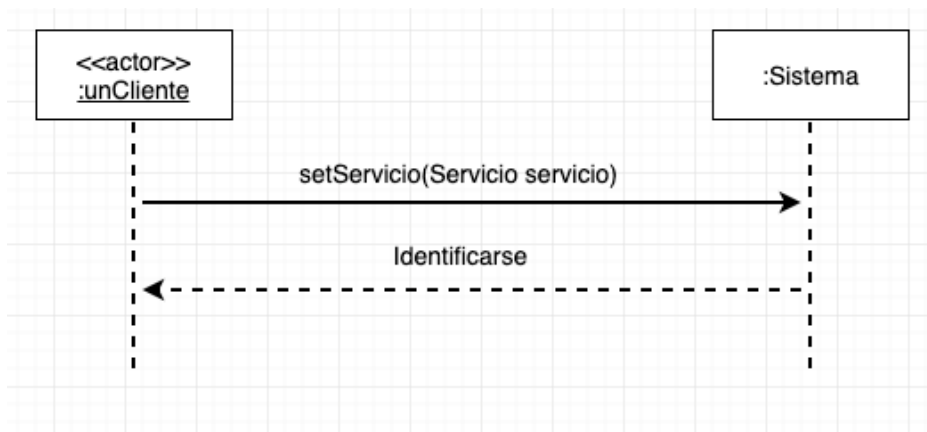 <<actor>>
:unCliente
:Sistema
setServicio(Servicio servicio)
Identificarse